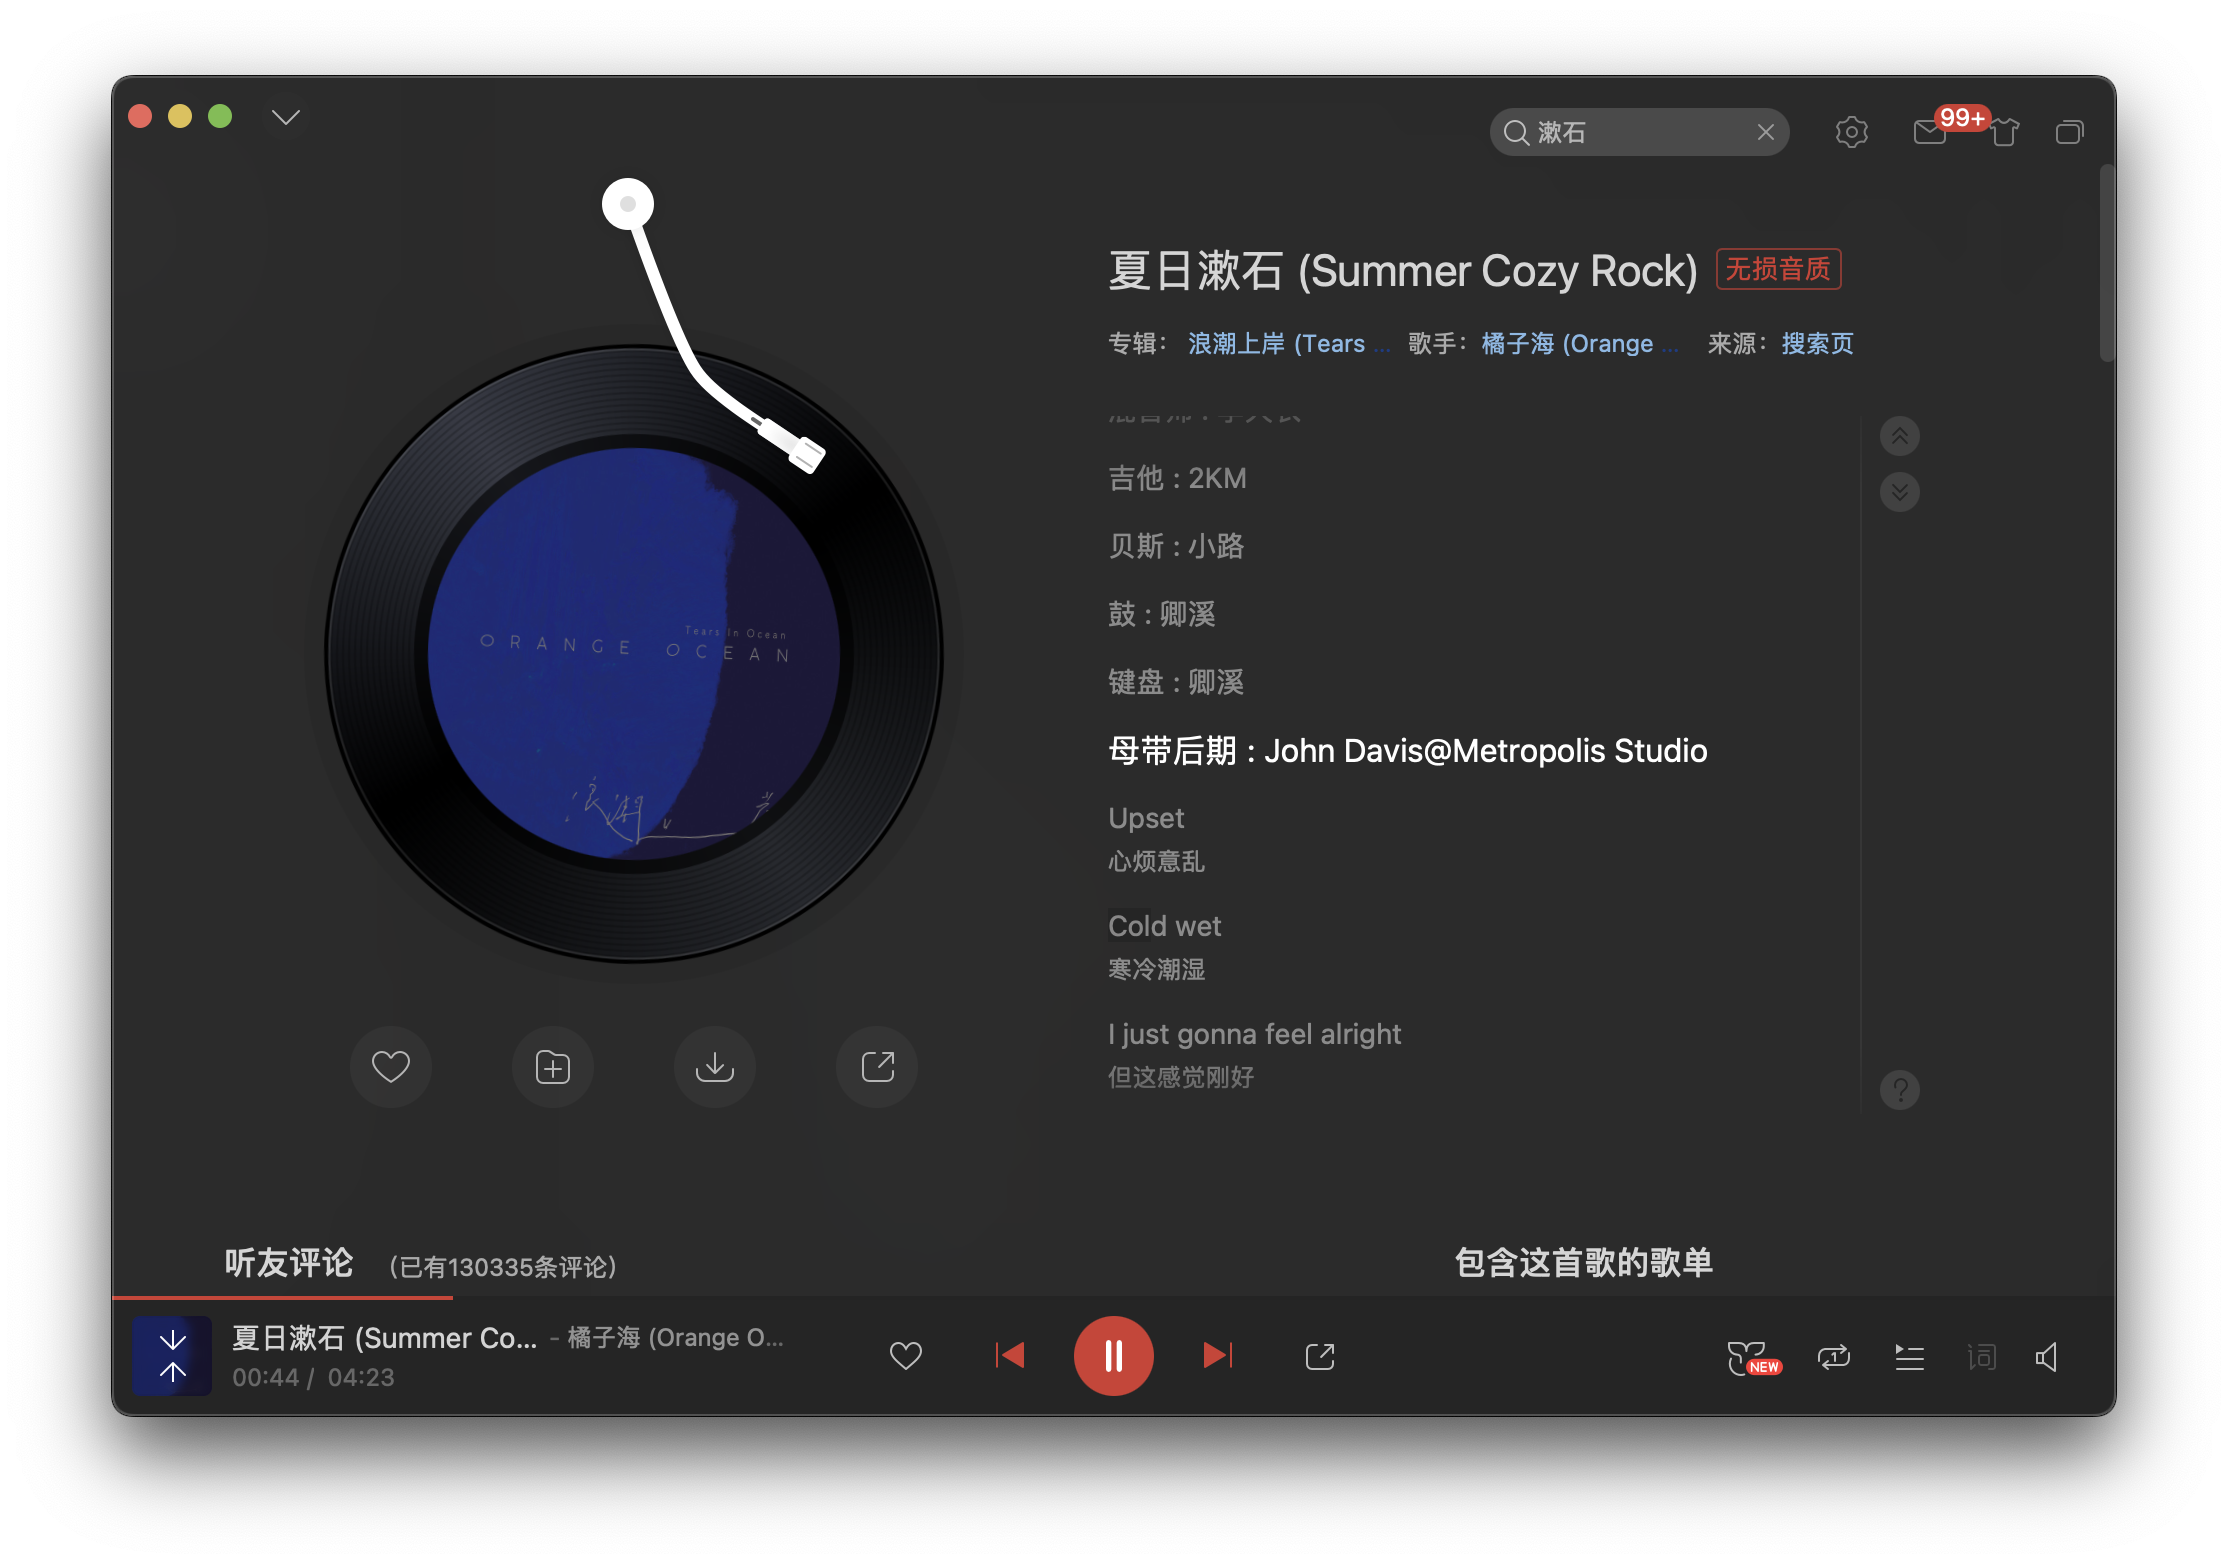 漱石
99+
夏日漱石 (Summer Cozy Rock) 无损音质
专辑： 浪潮上岸 (Tears ... 歌手： 橘子海 (Orange ... 来源： 搜索页
吉他 : 2KM
贝斯 : 小路
鼓 : 卿溪
键盘 : 卿溪
母带后期 : John Davis@Metropolis Studio
Upset
心烦意乱
Cold wet
寒冷潮湿
I just gonna feel alright
但这感觉刚好
Tears In Ocean
ORANGE OCEAN
浪潮上岸
听友评论 （已有130335条评论）
包含这首歌的歌单
夏日漱石 (Summer Co... - 橘子海 (Orange O...
00:44 / 04:23
NEW
1
词